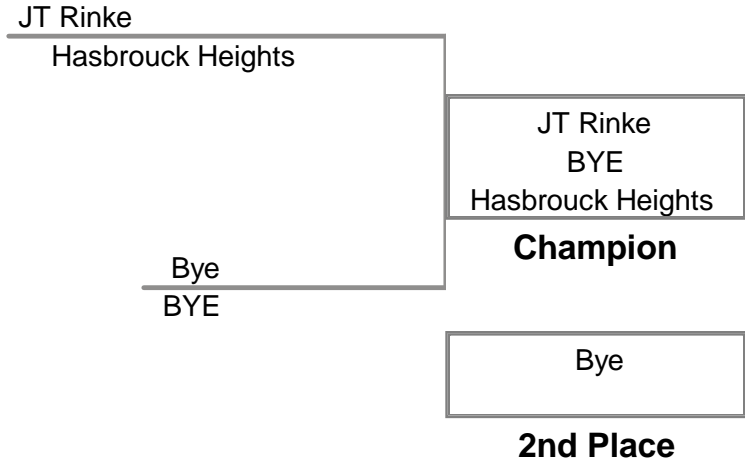 JT Rinke
Hasbrouck Heights
JT Rinke
BYE
Hasbrouck Heights
Champion
Bye
BYE
Bye
2nd Place